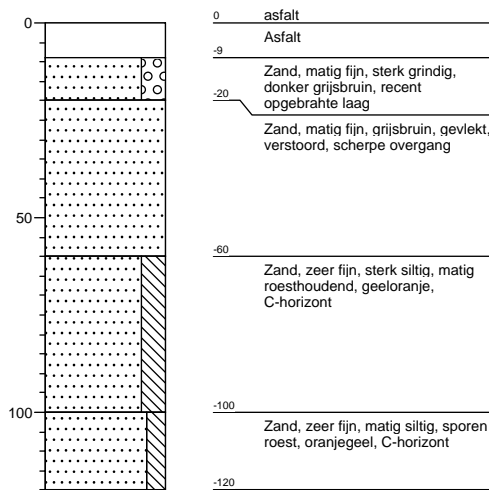 0
0
asfalt
Asfalt
-9
Zand, matig fijn, sterk grindig,
donker grijsbruin, recent
opgebrahte laag
-20
Zand, matig fijn, grijsbruin, gevlekt,
verstoord, scherpe overgang
50
-60
Zand, zeer fijn, sterk siltig, matig
roesthoudend, geeloranje,
C-horizont
100
-100
Zand, zeer fijn, matig siltig, sporen
roest, oranjegeel, C-horizont
-120